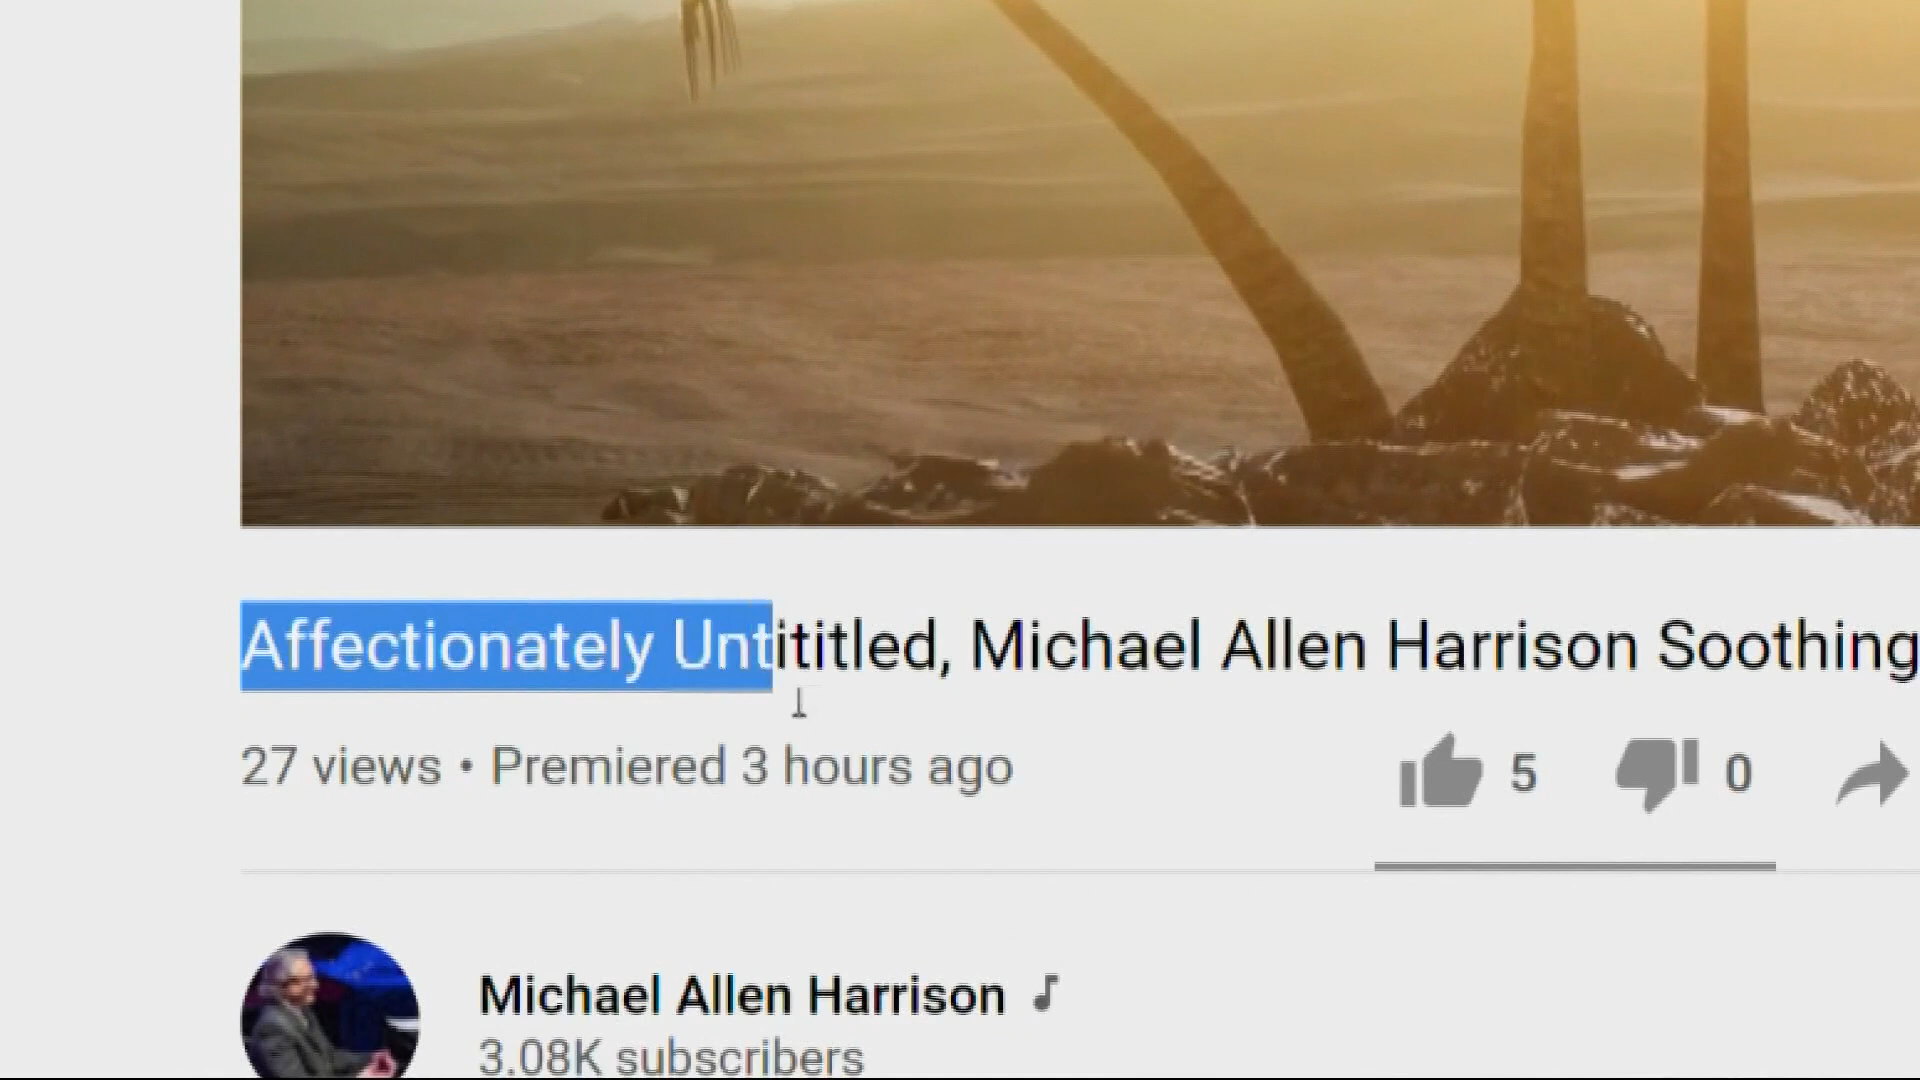 Affectionately Untititled, Michael Allen Harrison Soothing
27 views • Premiered 3 hours ago
5
0
Michael Allen Harrison
3.08K subscribers